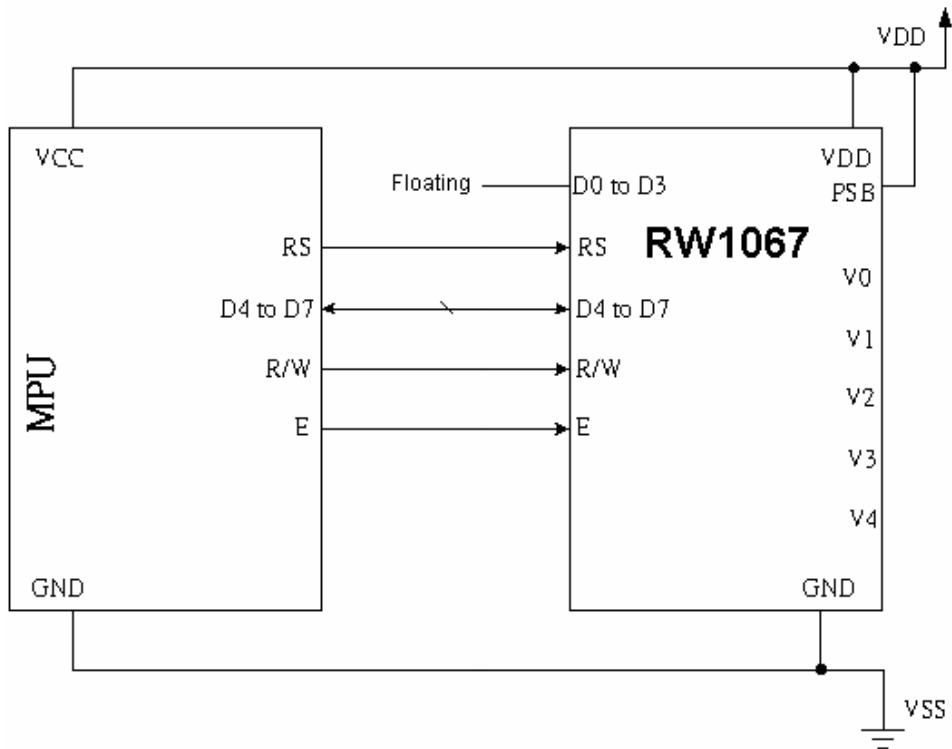 VDD
VCC
VDD
Floating
D0 to D3
PSB
RW1067
RS
RS
V0
D4 to D7
D4 to D7
V1
MPU
R/W
R/W
V2
E
E
V3
V4
GND
GND
VSS